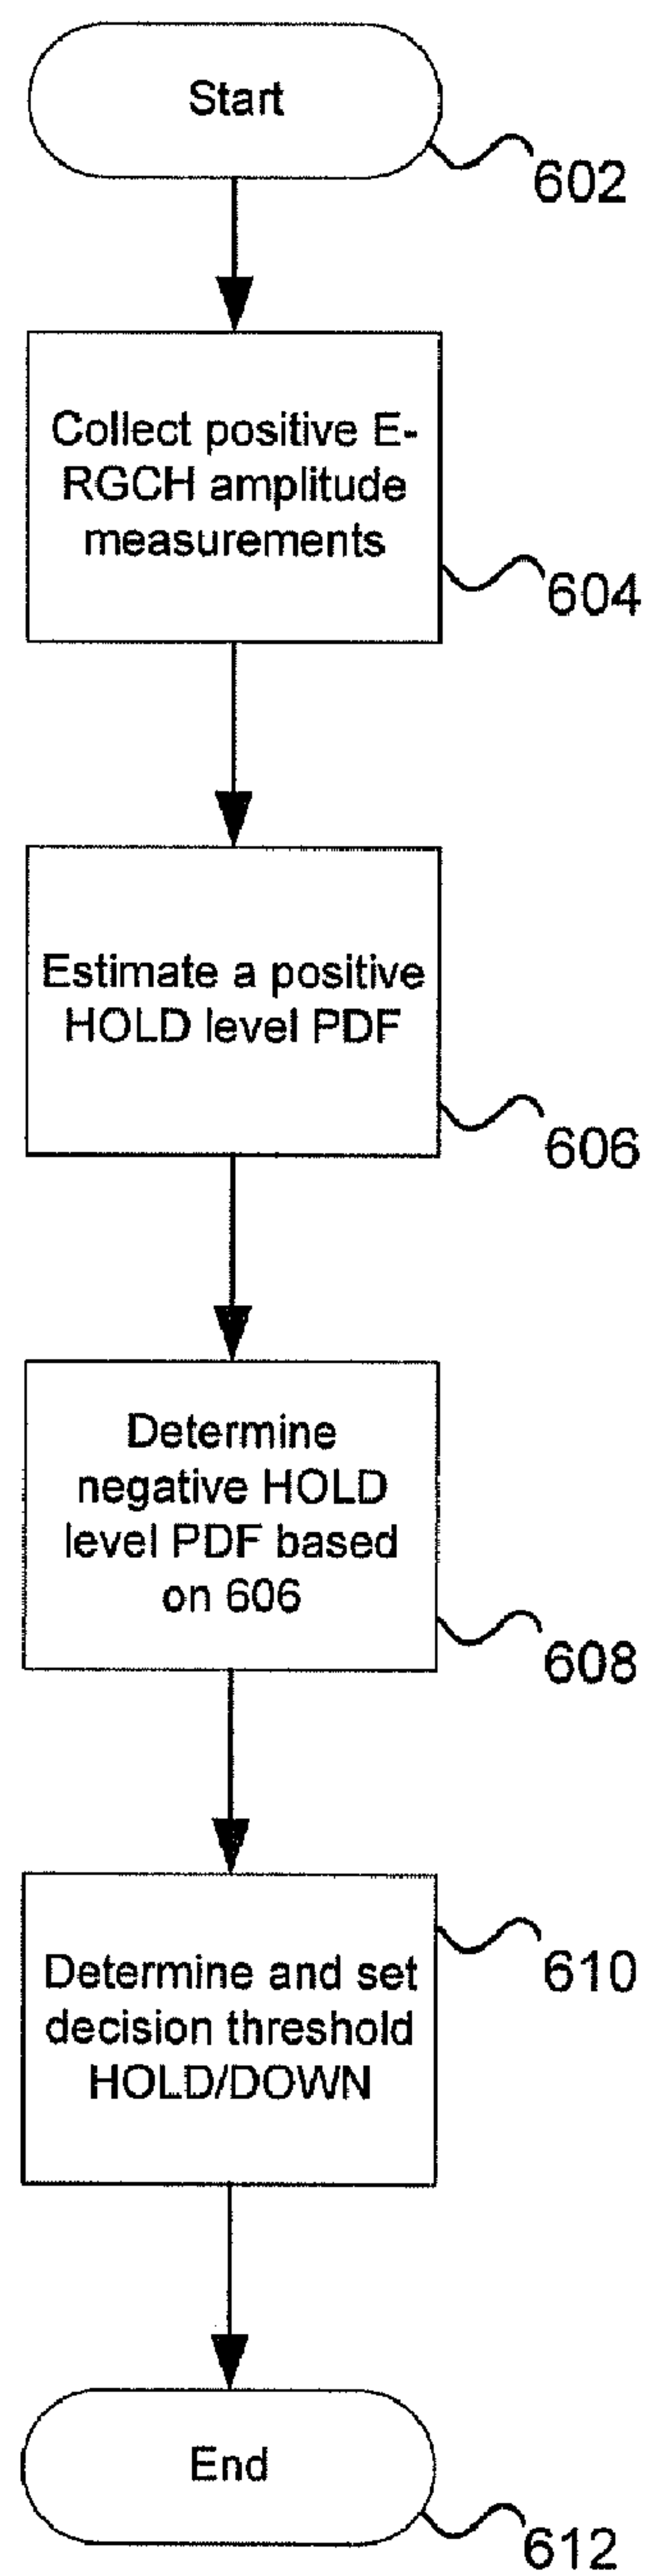 Start
602
Collect positive E-
RGCH amplitude
measurements
604
Estimate a positive
HOLD level PDF
606
Determine
negative HOLD
level PDF based
on 606
608
Determine and set
decision threshold
HOLD/DOWN
610
End
612